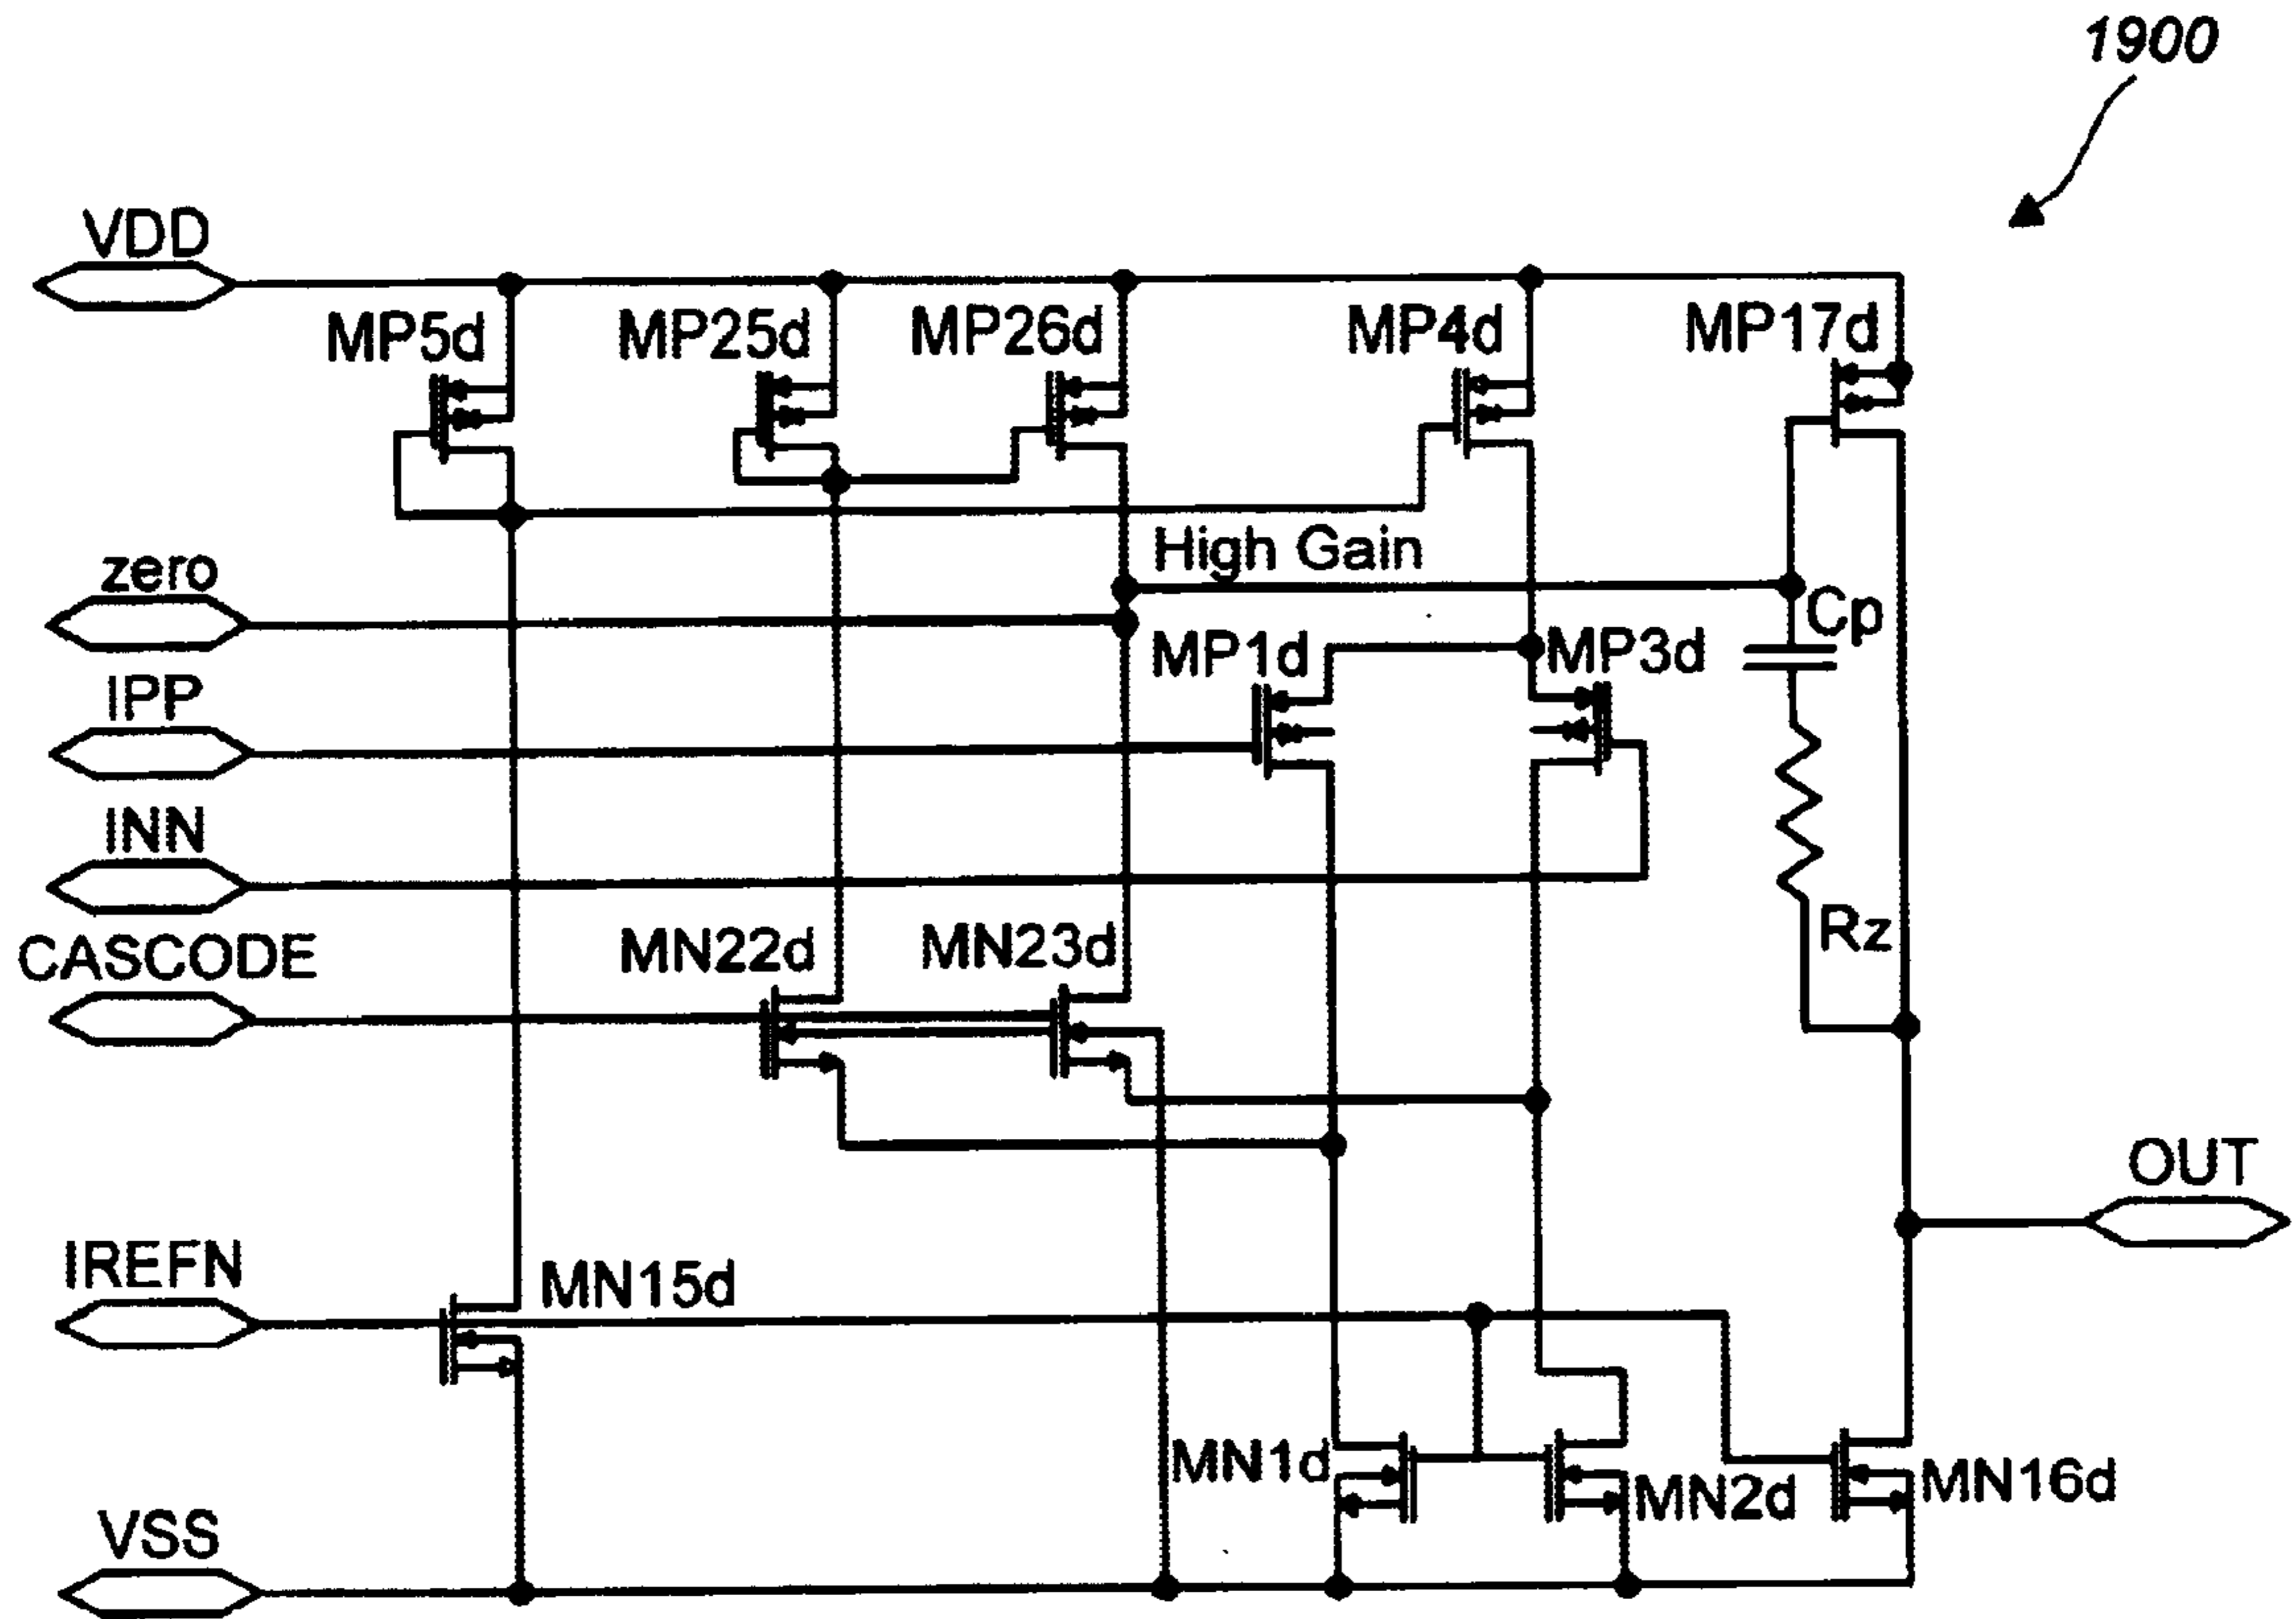 1900
VDD
MP5d
MP25d
MP26d
MP4d
MP17d
zero
High Gain
Cp
IPP
MP1d
MP3d
INN
Rz
CASCODE
MN22d
MN23d
OUT
IREFN
MN15d
MN1d
MN2d
MN16d
VSS